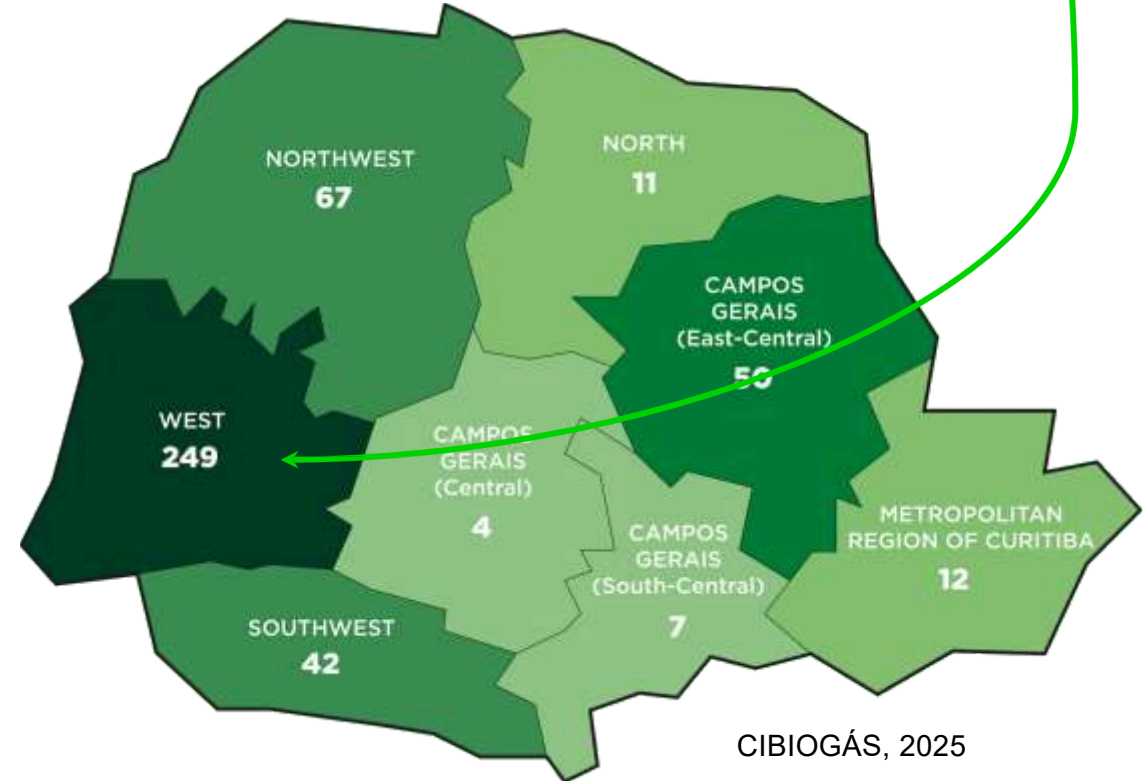 NORTHWEST
67
NORTH
11
CAMPOS
GERAIS
(East-Central)
50
WEST
249
CAMPOS
GERAIS
(Central)
4
CAMPOS
GERAIS
(South-Central)
7
METROPOLITAN
REGION OF CURITIBA
12
SOUTHWEST
42
CIBIOGÁS, 2025